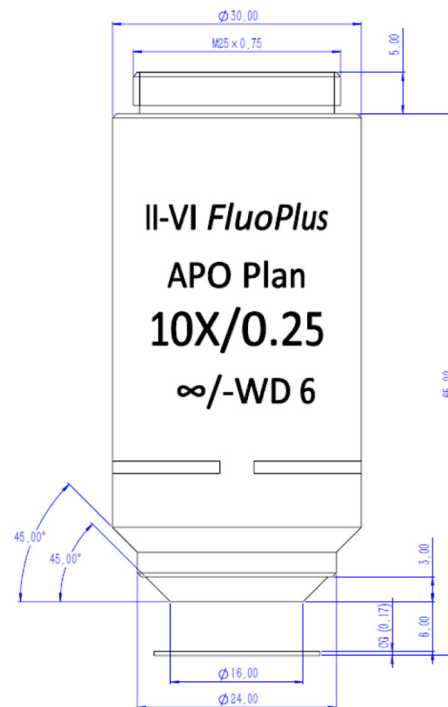 Ø30.00
M25×0.75
5.00
II-VI FluoPlus
APO Plan
10X/0.25
∞/-WD 6
45.00°
45.00°
3.00
6.00
CG (0.17)
Ø16.00
Ø24.00